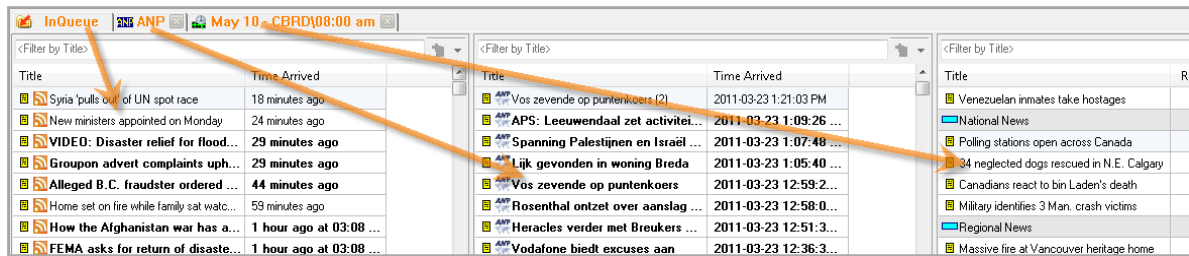 InQueue ANP ANP May 10 - CBRD\08:00 am
<Filter by Title> <Filter by Title> <Filter by Title>
Title Time Arrived Title Time Arrived Title R
Syria 'pulls out' of UN spot race 18 minutes ago ANP Vos zevende op puntenkoers (2) 2011-03-23 1:21:03 PM Venezuelan inmates take hostages
New ministers appointed on Monday 24 minutes ago ANP APS: Leeuwendaal zet activitei... 2011-03-23 1:09:26 ... National News
VIDEO: Disaster relief for flood... 29 minutes ago ANP Spanning Palestijnen en Israël ... 2011-03-23 1:07:48 ... Polling stations open across Canada
Groupon advert complaints uph... 29 minutes ago ANP Lijk gevonden in woning Breda 2011-03-23 1:05:40 ... 34 neglected dogs rescued in N.E. Calgary
Alleged B.C. fraudster ordered ... 44 minutes ago ANP Vos zevende op puntenkoers 2011-03-23 12:59:2... Canadians react to bin Laden's death
Home set on fire while family sat watc... 59 minutes ago ANP Rosenthal ontzet over aanslag ... 2011-03-23 12:58:0... Military identifies 3 Man. crash victims
How the Afghanistan war has a... 1 hour ago at 03:08 ... ANP Heracles verder met Breukers ... 2011-03-23 12:51:3... Regional News
FEMA asks for return of disaste... 1 hour ago at 03:08 ... ANP Vodafone biedt excuses aan 2011-03-23 12:36:3... Massive fire at Vancouver heritage home